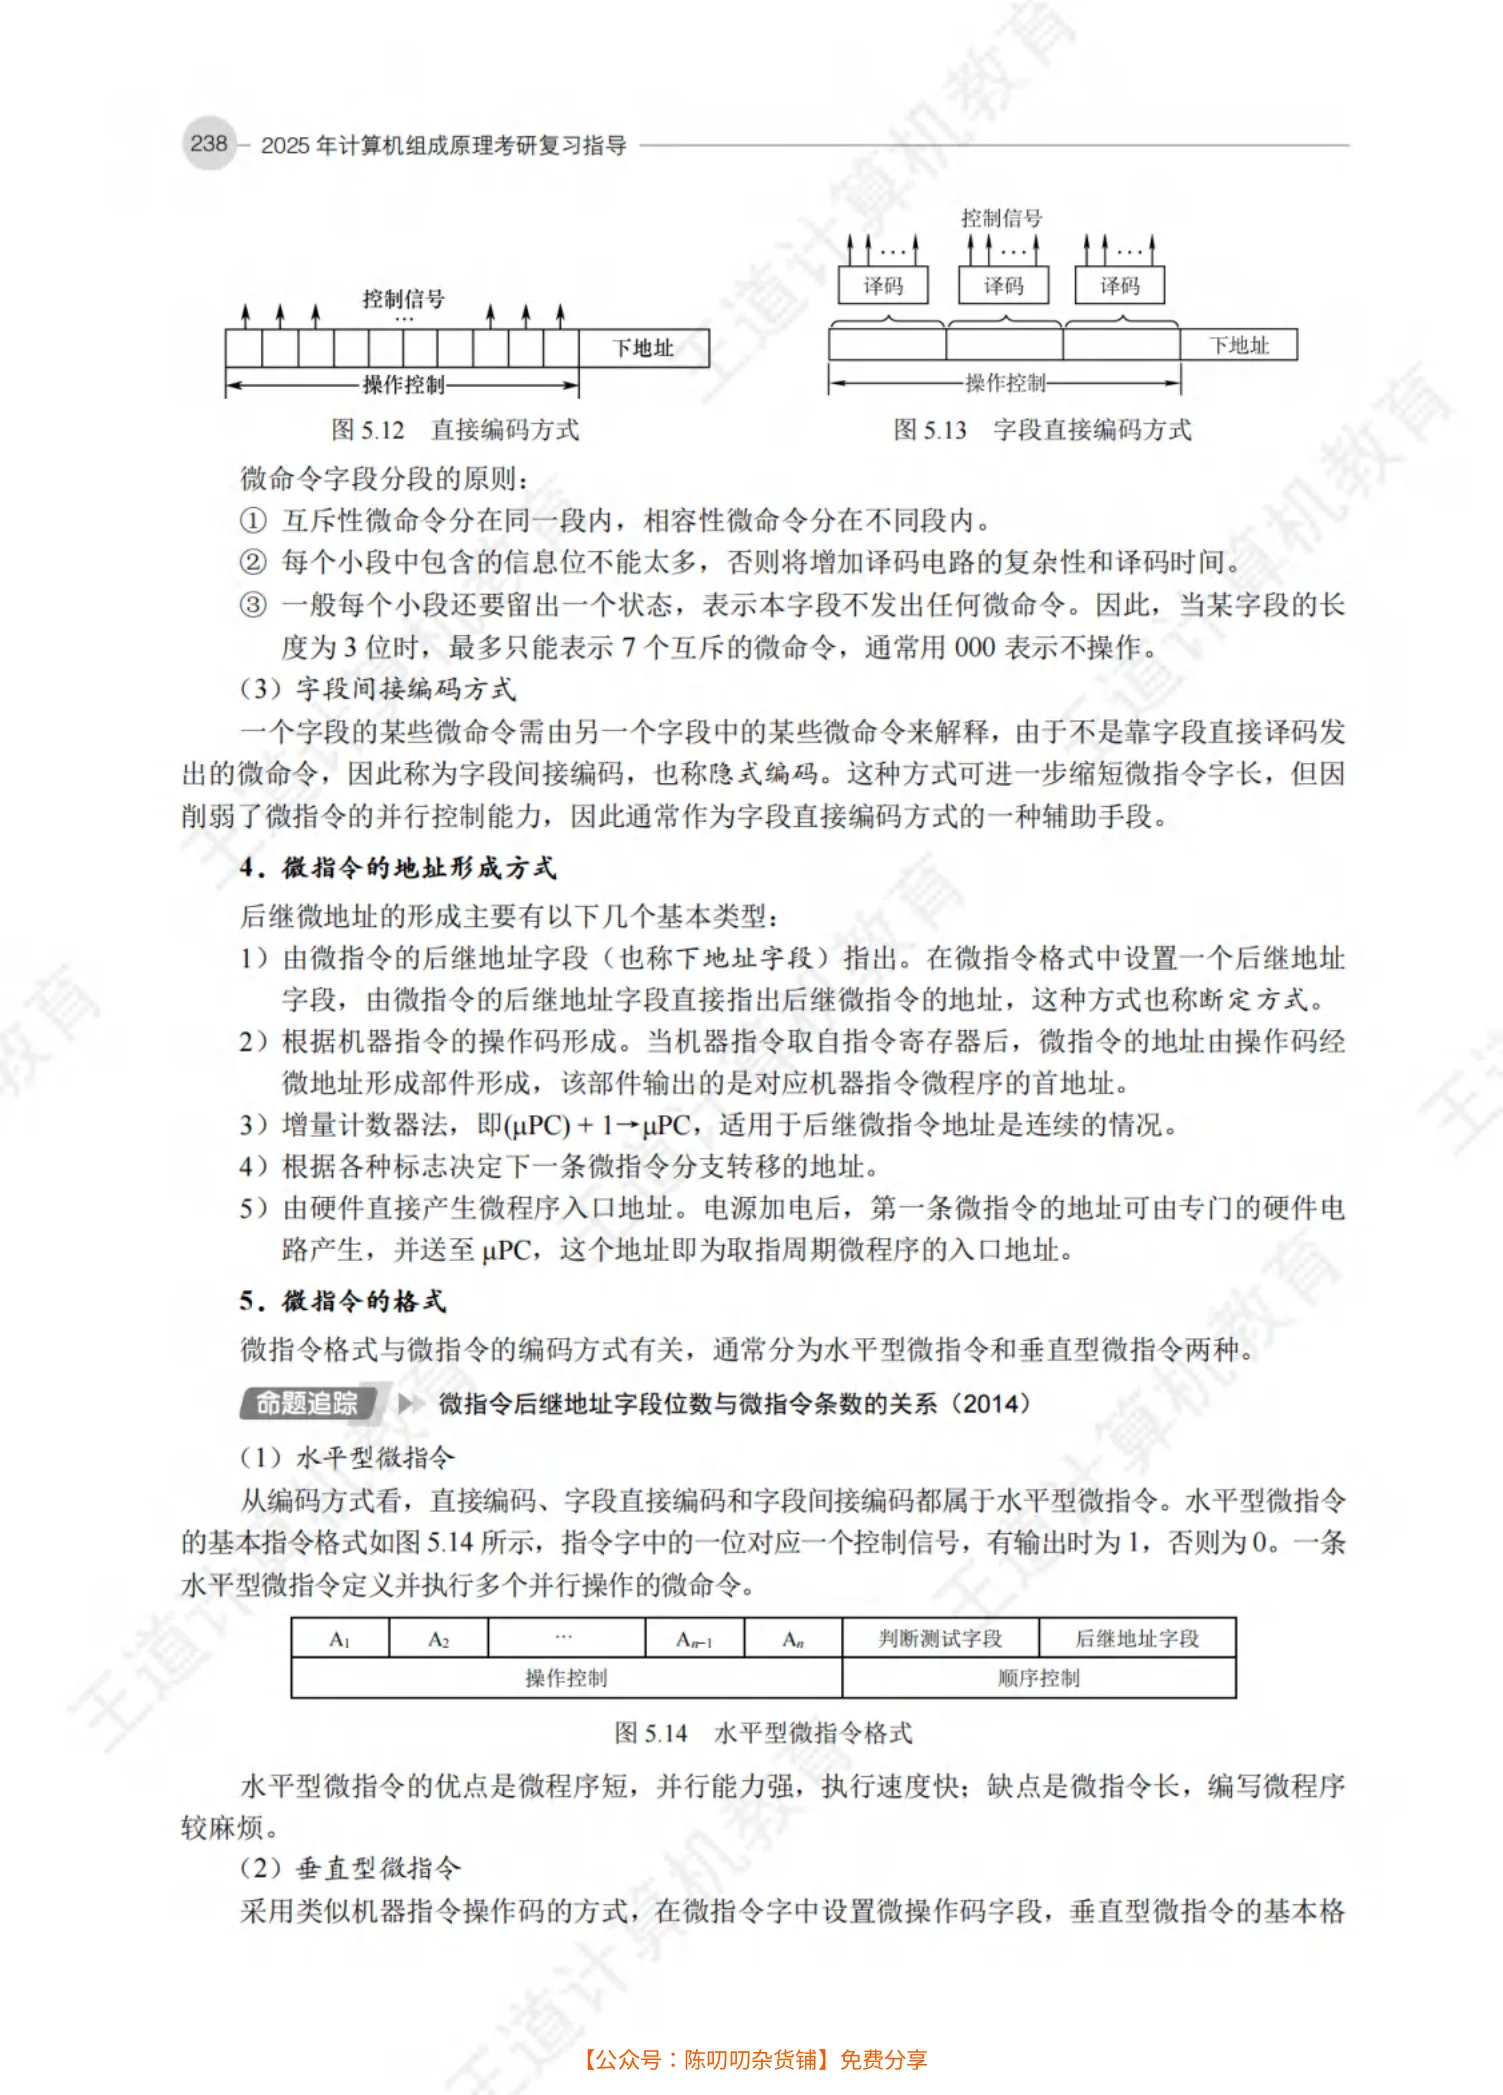 238 2025 年计算机组成原理考研复习指导
控制信号
…
下地址
操作控制
图 5.12 直接编码方式
控制信号
… … …
译码 译码 译码
下地址
操作控制
图 5.13 字段直接编码方式
微命令字段分段的原则：
① 互斥性微命令分在同一段内，相容性微命令分在不同段内。
② 每个小段中包含的信息位不能太多，否则将增加译码电路的复杂性和译码时间。
③ 一般每个小段还要留出一个状态，表示本字段不发出任何微命令。因此，当某字段的长
度为 3 位时，最多只能表示 7 个互斥的微命令，通常用 000 表示不操作。
（3）字段间接编码方式
一个字段的某些微命令需由另一个字段中的某些微命令来解释，由于不是靠字段直接译码发
出的微命令，因此称为字段间接编码，也称隐式编码。这种方式可进一步缩短微指令字长，但因
削弱了微指令的并行控制能力，因此通常作为字段直接编码方式的一种辅助手段。
4．微指令的地址形成方式
后继微地址的形成主要有以下几个基本类型：
1）由微指令的后继地址字段（也称下地址字段）指出。在微指令格式中设置一个后继地址
字段，由微指令的后继地址字段直接指出后继微指令的地址，这种方式也称断定方式。
2）根据机器指令的操作码形成。当机器指令取自指令寄存器后，微指令的地址由操作码经
微地址形成部件形成，该部件输出的是对应机器指令微程序的首地址。
3）增量计数器法，即(μPC) + 1→μPC，适用于后继微指令地址是连续的情况。
4）根据各种标志决定下一条微指令分支转移的地址。
5）由硬件直接产生微程序入口地址。电源加电后，第一条微指令的地址可由专门的硬件电
路产生，并送至 μPC，这个地址即为取指周期微程序的入口地址。
5．微指令的格式
微指令格式与微指令的编码方式有关，通常分为水平型微指令和垂直型微指令两种。
命题追踪 微指令后继地址字段位数与微指令条数的关系（2014）
（1）水平型微指令
从编码方式看，直接编码、字段直接编码和字段间接编码都属于水平型微指令。水平型微指令
的基本指令格式如图 5.14 所示，指令字中的一位对应一个控制信号，有输出时为 1，否则为 0。一条
水平型微指令定义并执行多个并行操作的微命令。
A₁ A₂ … Aₙ₋₁ Aₙ 判断测试字段 后继地址字段
操作控制 顺序控制
图 5.14 水平型微指令格式
水平型微指令的优点是微程序短，并行能力强，执行速度快；缺点是微指令长，编写微程序
较麻烦。
（2）垂直型微指令
采用类似机器指令操作码的方式，在微指令字中设置微操作码字段，垂直型微指令的基本格
【公众号：陈叨叨杂货铺】免费分享
王道计算机教育